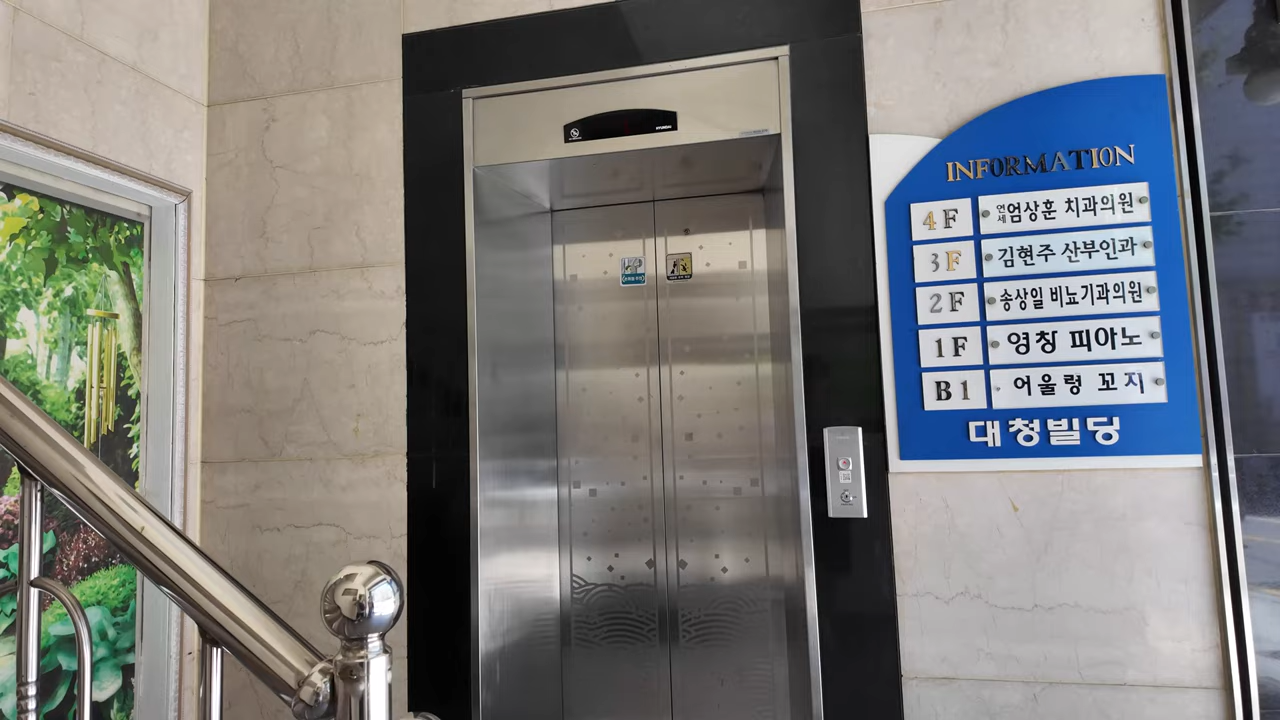 HYUNDAI
INFORMATION
4F 연세 엄상훈 치과의원
3F 김현주 산부인과
2F 송상일 비뇨기과의원
1F 영창 피아노
B1 어울렁 꼬지
대청빌딩